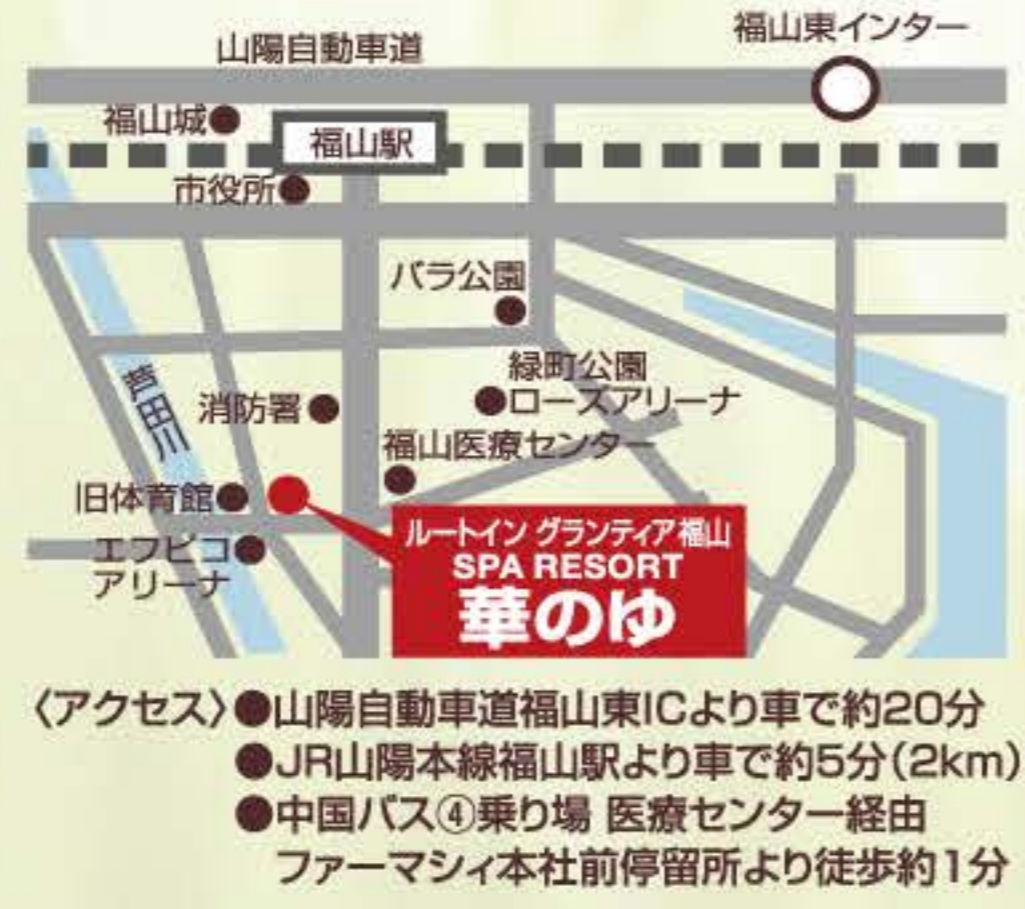 福山東インター
山陽自動車道
福山城
福山駅
市役所
バラ公園
緑町公園
ローズアリーナ
芦田川
消防署
福山医療センター
旧体育館
エフピコ
アリーナ
ルートイン グランティア福山
SPA RESORT
華のゆ
〈アクセス〉●山陽自動車道福山東ICより車で約20分
●JR山陽本線福山駅より車で約5分(2km)
●中国バス④乗り場 医療センター経由
ファーマシィ本社前停留所より徒歩約1分